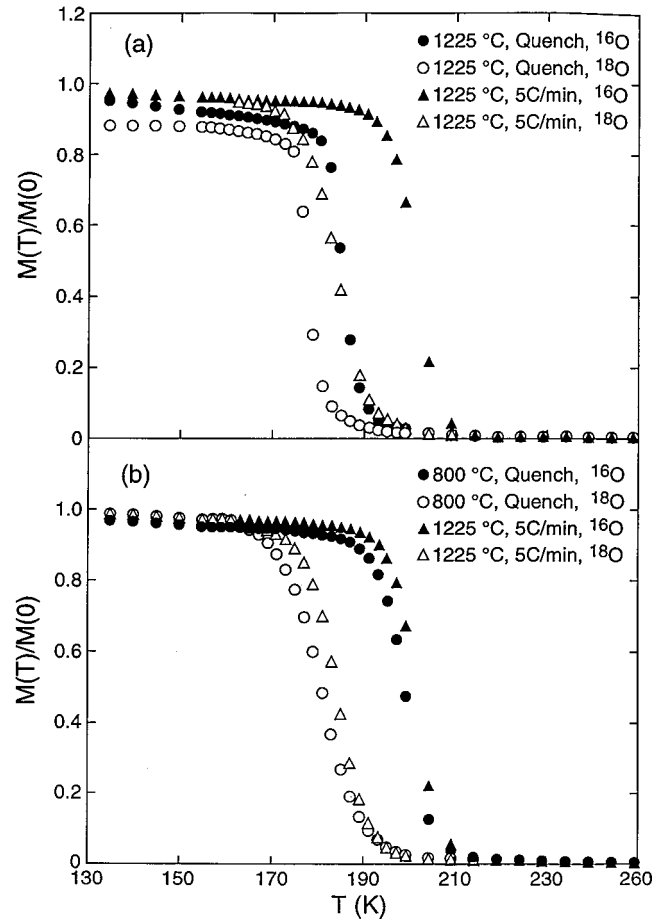 (a)
● 1225 °C, Quench, ¹⁶O
○ 1225 °C, Quench, ¹⁸O
▲ 1225 °C, 5C/min, ¹⁶O
△ 1225 °C, 5C/min, ¹⁸O
1.2
1.0
0.8
0.6
0.4
0.2
0
M(T)/M(0)
(b)
● 800 °C, Quench, ¹⁶O
○ 800 °C, Quench, ¹⁸O
▲ 1225 °C, 5C/min, ¹⁶O
△ 1225 °C, 5C/min, ¹⁸O
1.0
0.8
0.6
0.4
0.2
0
M(T)/M(0)
130 150 170 190 210 230 260
T (K)